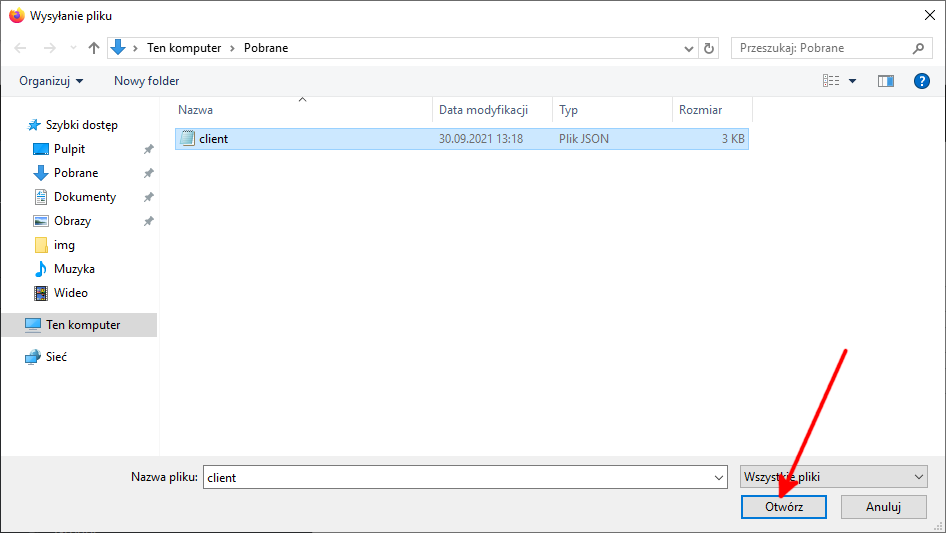 Wysyłanie pliku
Ten komputer > Pobrane
Przeszukaj: Pobrane
Organizuj
Nowy folder
Nazwa
Data modyfikacji
Typ
Rozmiar
client
30.09.2021 13:18
Plik JSON
3 KB
Szybki dostęp
Pulpit
Pobrane
Dokumenty
Obrazy
img
Muzyka
Wideo
Ten komputer
Sieć
Nazwa pliku:
client
Wszystkie pliki
Otwórz
Anuluj